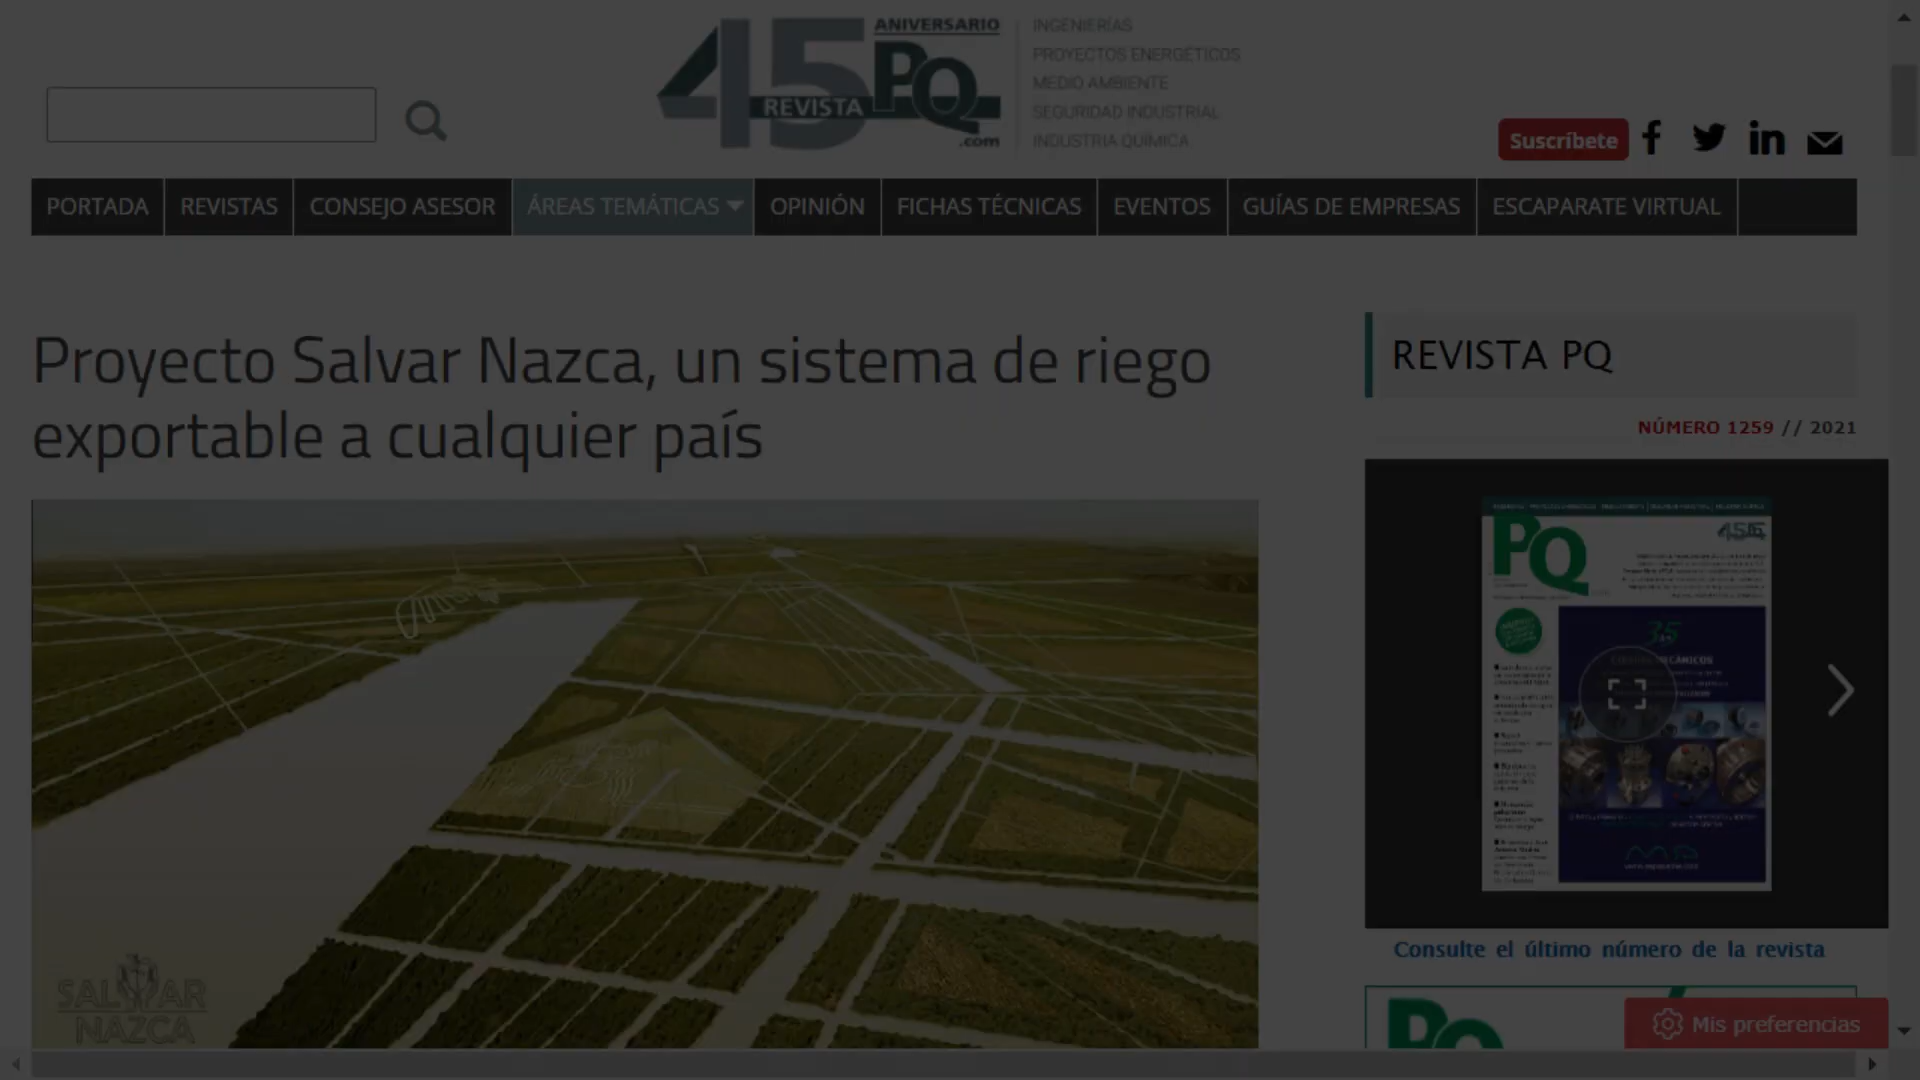 45 ANIVERSARIO
REVISTA PQ
.com
INGENIERÍAS
PROYECTOS ENERGÉTICOS
MEDIO AMBIENTE
SEGURIDAD INDUSTRIAL
INDUSTRIA QUÍMICA
Suscríbete
PORTADA REVISTAS CONSEJO ASESOR ÁREAS TEMÁTICAS OPINIÓN FICHAS TÉCNICAS EVENTOS GUÍAS DE EMPRESAS ESCAPARATE VIRTUAL
Proyecto Salvar Nazca, un sistema de riego
exportable a cualquier país
SALVAR
NAZCA
REVISTA PQ
NÚMERO 1259 // 2021
PQ
45
35
Consulte el último número de la revista
PQ
Mis preferencias